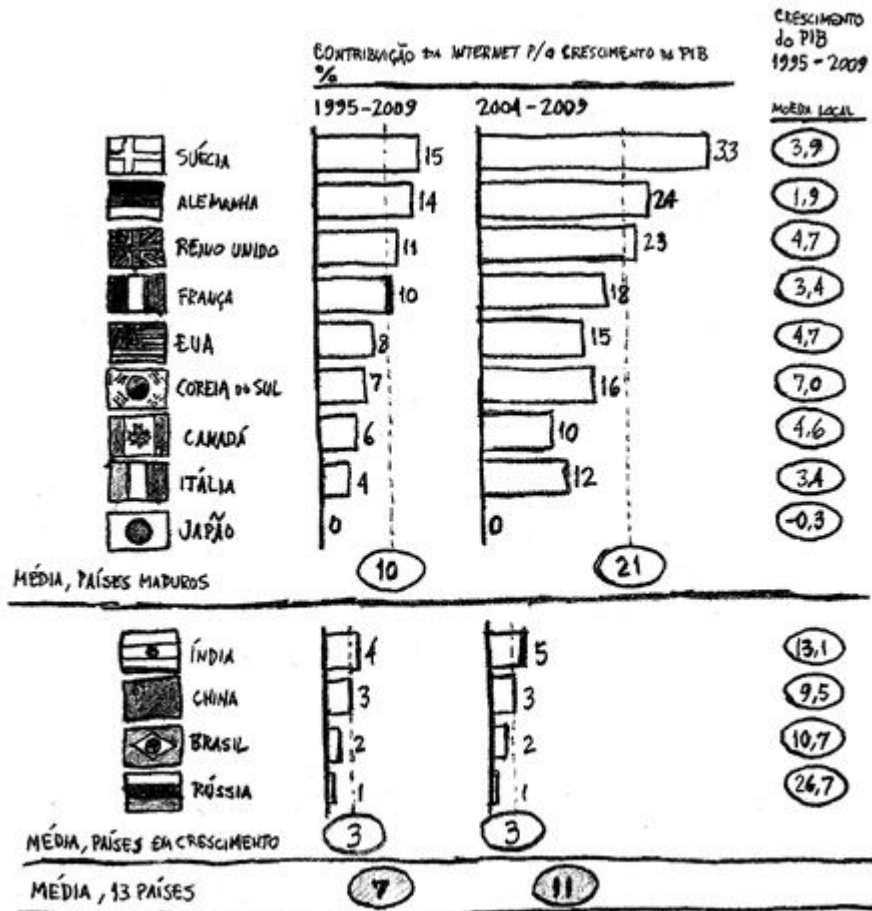 CRESCIMENTO
do PIB
1995 - 2009
CONTRIBUIÇÃO DA INTERNET P/O CRESCIMENTO DO PIB
%
1995-2009 2004-2009 MOEDA LOCAL
SUÉCIA 15 33 3,9
ALEMANHA 14 24 1,9
REINO UNIDO 11 23 4,7
FRANÇA 10 18 3,4
EUA 8 15 4,7
COREIA DO SUL 7 16 7,0
CANADÁ 6 10 4,6
ITÁLIA 4 12 3,4
JAPÃO 0 0 -0,3
MÉDIA, PAÍSES MADUROS 10 21
ÍNDIA 4 5 13,1
CHINA 3 3 9,5
BRASIL 2 2 10,7
RÚSSIA 1 1 26,7
MÉDIA, PAÍSES EM CRESCIMENTO 3 3
MÉDIA, 13 PAÍSES 7 11